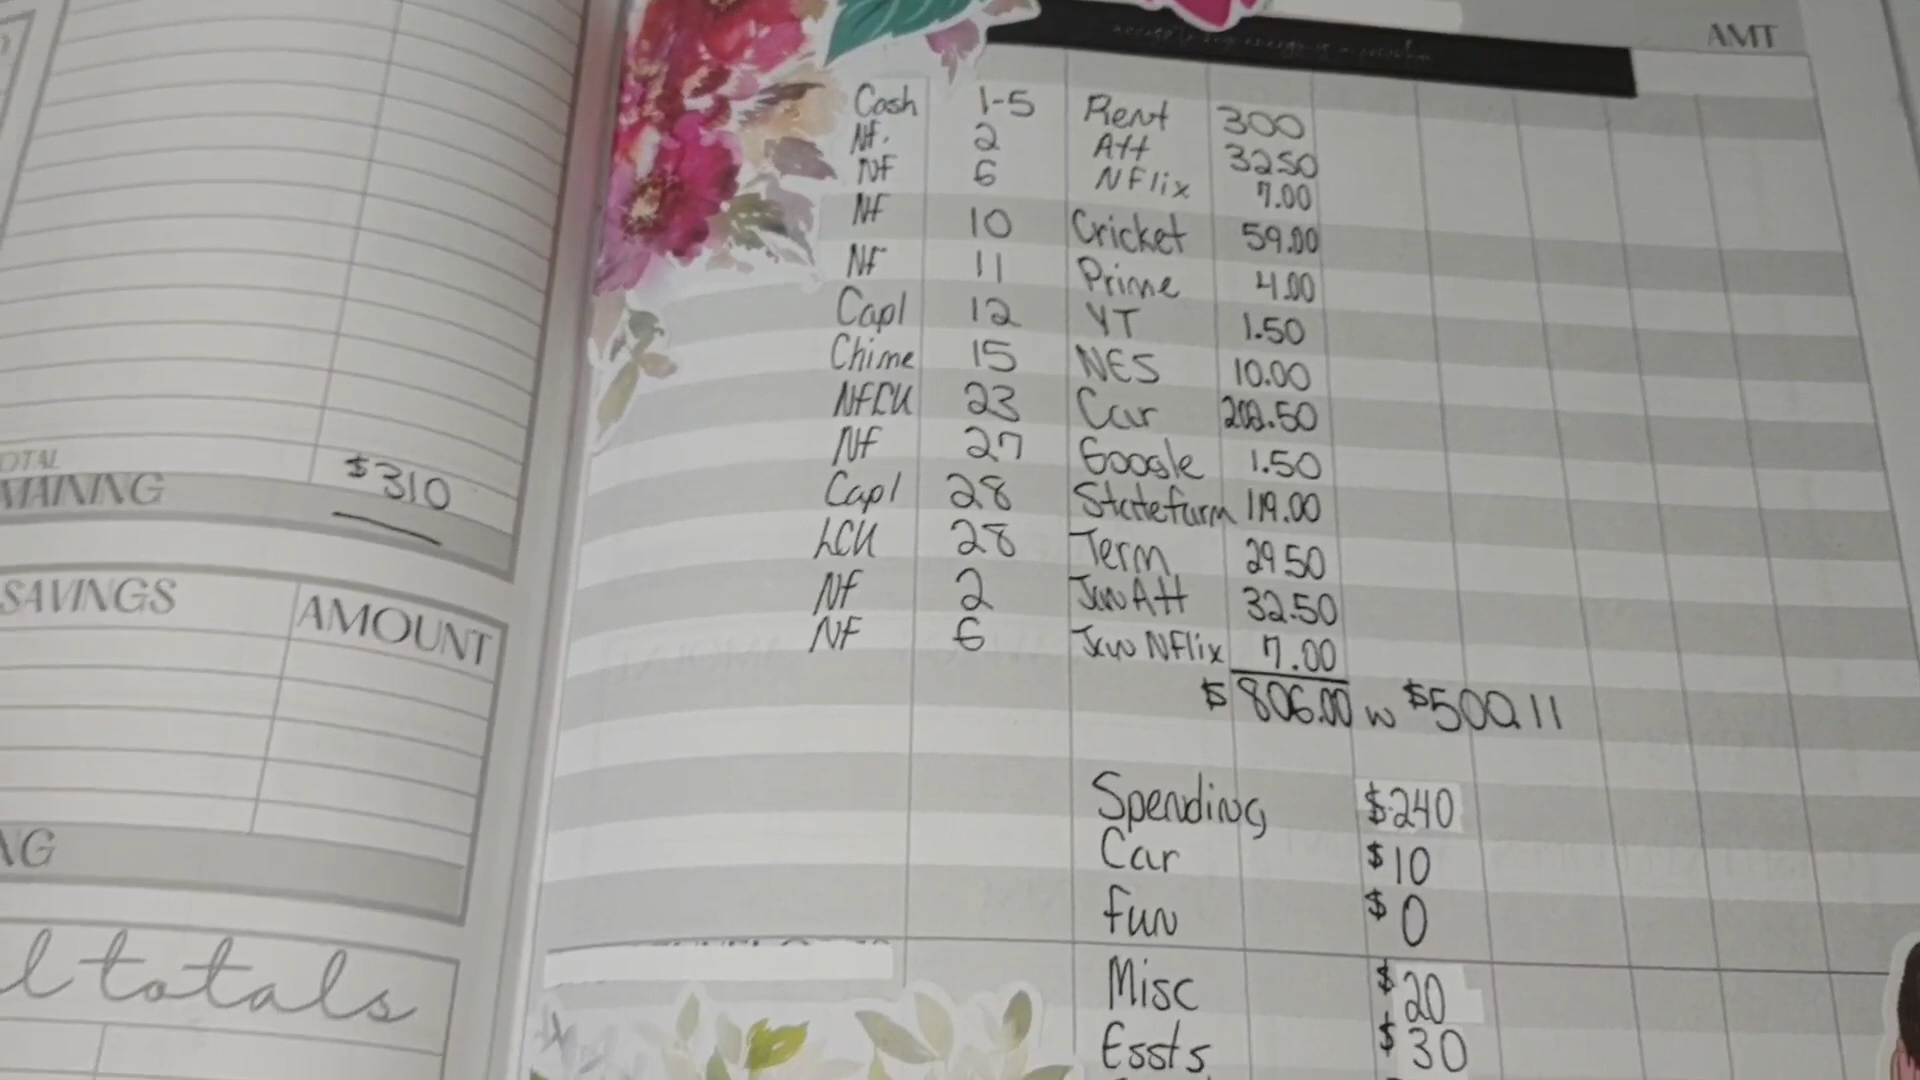 AMT
Cash 1-5 Rent 300
Nf. 2 Att 32.50
NF 6 NFlix 7.00
NF 10 Cricket 59.00
NF 11 Prime 4.00
Capl 12 YT 1.50
Chime 15 NES 10.00
NFCU 23 Car 202.50
NF 27 Google 1.50
Capl 28 Statefarm 119.00
LCU 28 Term 29.50
NF 2 Jan Att 32.50
NF 6 Jan NFlix 7.00
$ 806.00 w $500.11
Spending $240
Car $10
Fun $0
Misc $20
Essts $30
OTAL
MAINING $310
SAVINGS AMOUNT
NG
l totals